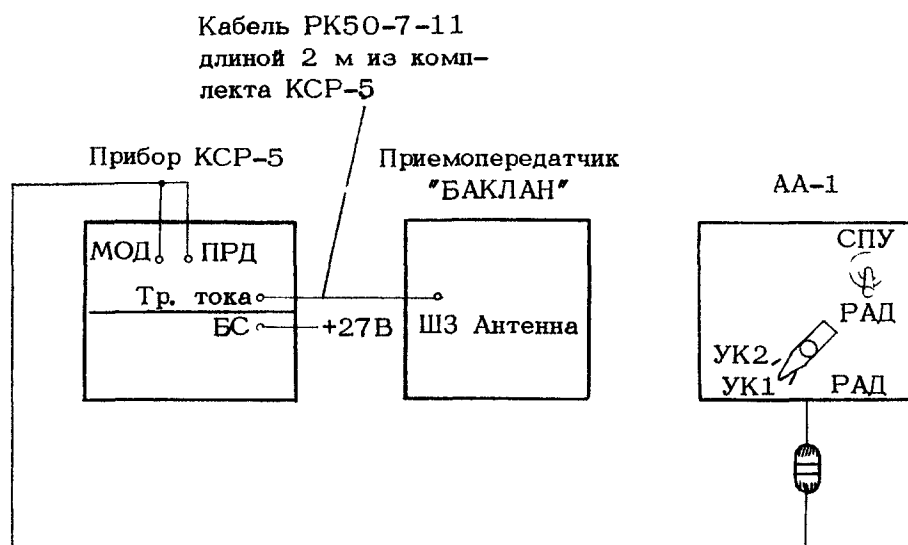 Кабель РК50-7-11
длиной 2 м из комп-
лекта КСР-5
Прибор КСР-5
Приемопередатчик
"БАКЛАН"
АА-1
МОД
ПРД
Тр. тока
БС
+27В
ШЗ Антенна
СПУ
РАД
УК2
УК1
РАД